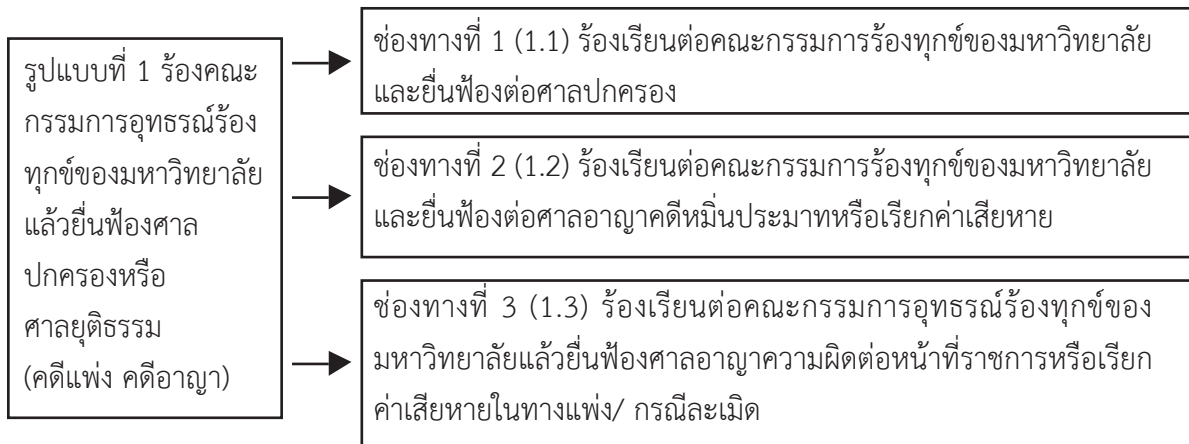 รูปแบบที่ 1 ร้องคณะ
กรรมการอุทธรณ์ร้อง
ทุกข์ของมหาวิทยาลัย
แล้วยื่นฟ้องศาล
ปกครองหรือ
ศาลยุติธรรม
(คดีแพ่ง คดีอาญา)
ช่องทางที่ 1 (1.1) ร้องเรียนต่อคณะกรรมการร้องทุกข์ของมหาวิทยาลัย
และยื่นฟ้องต่อศาลปกครอง
ช่องทางที่ 2 (1.2) ร้องเรียนต่อคณะกรรมการร้องทุกข์ของมหาวิทยาลัย
และยื่นฟ้องต่อศาลอาญาคดีหมิ่นประมาทหรือเรียกค่าเสียหาย
ช่องทางที่ 3 (1.3) ร้องเรียนต่อคณะกรรมการอุทธรณ์ร้องทุกข์ของ
มหาวิทยาลัยแล้วยื่นฟ้องศาลอาญาความผิดต่อหน้าที่ราชการหรือเรียก
ค่าเสียหายในทางแพ่ง/ กรณีละเมิด